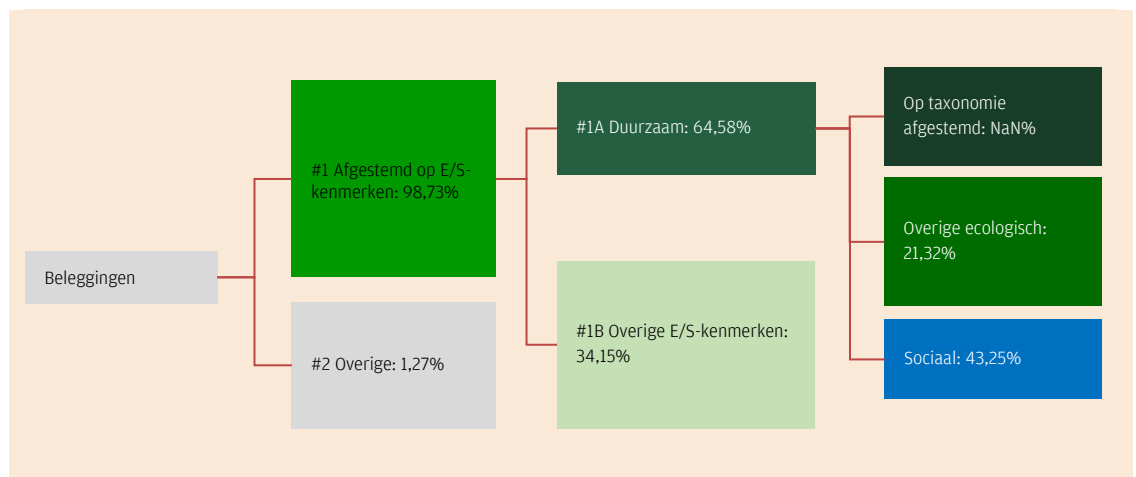 Beleggingen
#1 Afgestemd op E/S-
kenmerken: 98,73%
#2 Overige: 1,27%
#1A Duurzaam: 64,58%
#1B Overige E/S-kenmerken:
34,15%
Op taxonomie
afgestemd: NaN%
Overige ecologisch:
21,32%
Sociaal: 43,25%